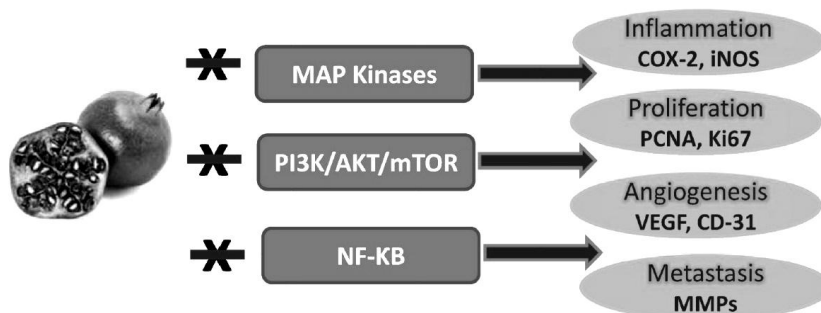 MAP Kinases
PI3K/AKT/mTOR
NF-KB
Inflammation
COX-2, iNOS
Proliferation
PCNA, Ki67
Angiogenesis
VEGF, CD-31
Metastasis
MMPs